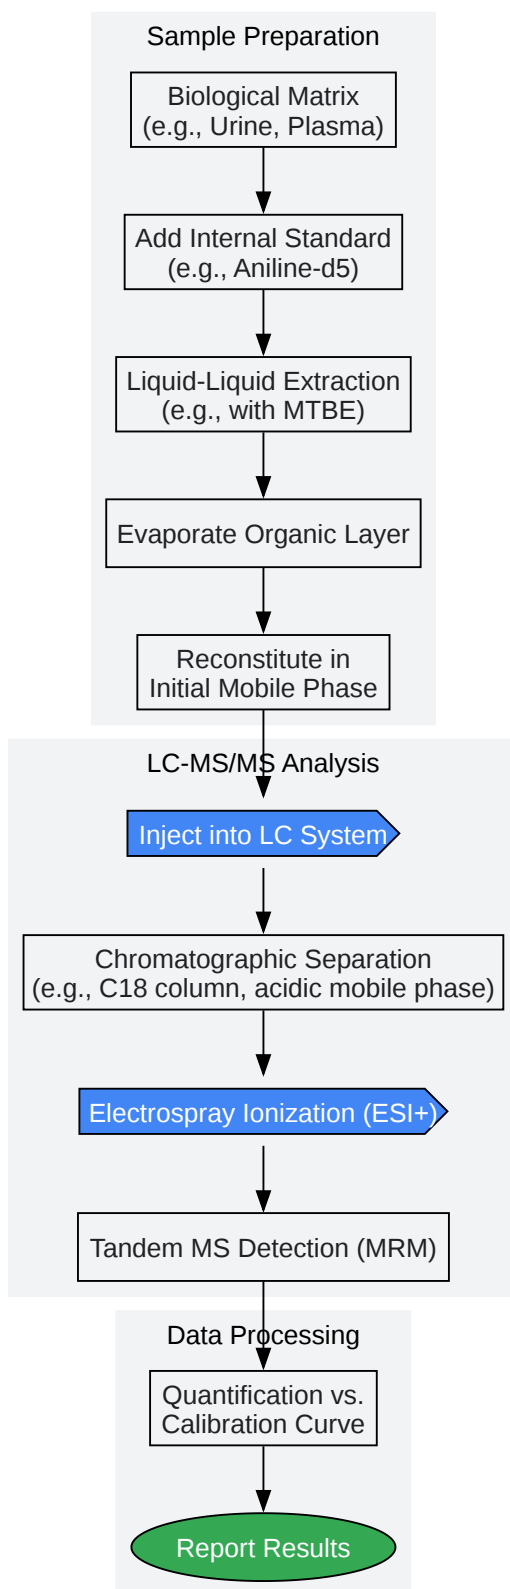 Sample Preparation
Biological Matrix
(e.g., Urine, Plasma)
Add Internal Standard
(e.g., Aniline-d5)
Liquid-Liquid Extraction
(e.g., with MTBE)
Evaporate Organic Layer
Reconstitute in
Initial Mobile Phase
LC-MS/MS Analysis
Inject into LC System
Chromatographic Separation
(e.g., C18 column, acidic mobile phase)
Electrospray Ionization (ESI+)
Tandem MS Detection (MRM)
Data Processing
Quantification vs.
Calibration Curve
Report Results